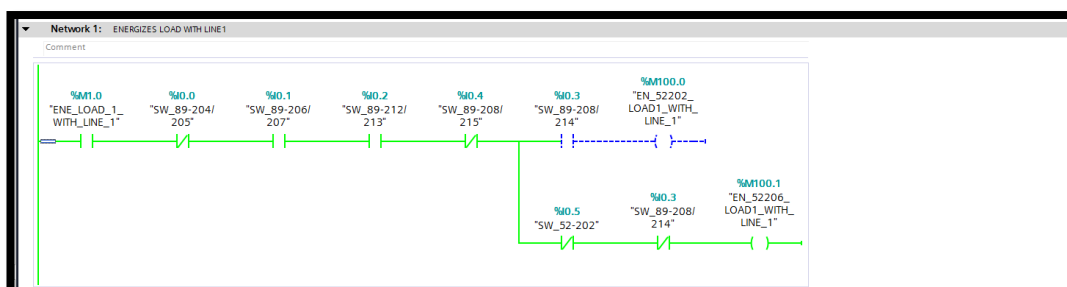 Network 1: ENERGIZES LOAD WITH LINE1
Comment
%M1.0
"ENE_LOAD_1_
WITH_LINE_1"
%I0.0
"SW_89-204/
205"
%I0.1
"SW_89-206/
207"
%I0.2
"SW_89-212/
213"
%I0.4
"SW_89-208/
215"
%I0.3
"SW_89-208/
214"
%M100.0
"EN_52202_
LOAD1_WITH_
LINE_1"
%I0.5
"SW_52-202"
%I0.3
"SW_89-208/
214"
%M100.1
"EN_52206_
LOAD1_WITH_
LINE_1"